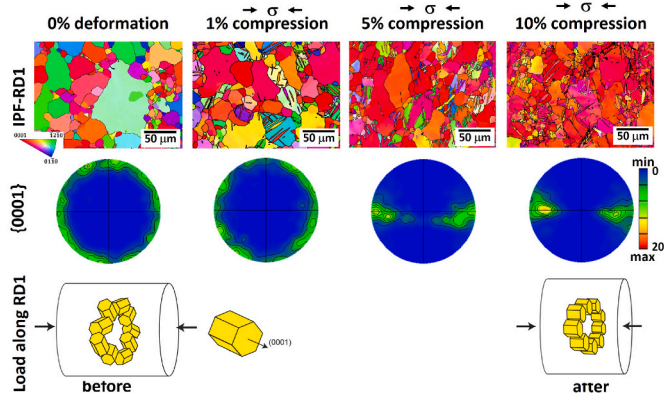 0% deformation
→ σ ←
1% compression
→ σ ←
5% compression
→ σ ←
10% compression
IPF-RD1
0001
1210
0110
50 μm
50 μm
50 μm
50 μm
{0001}
min
0
20
max
Load along RD1
(0001)
before
after